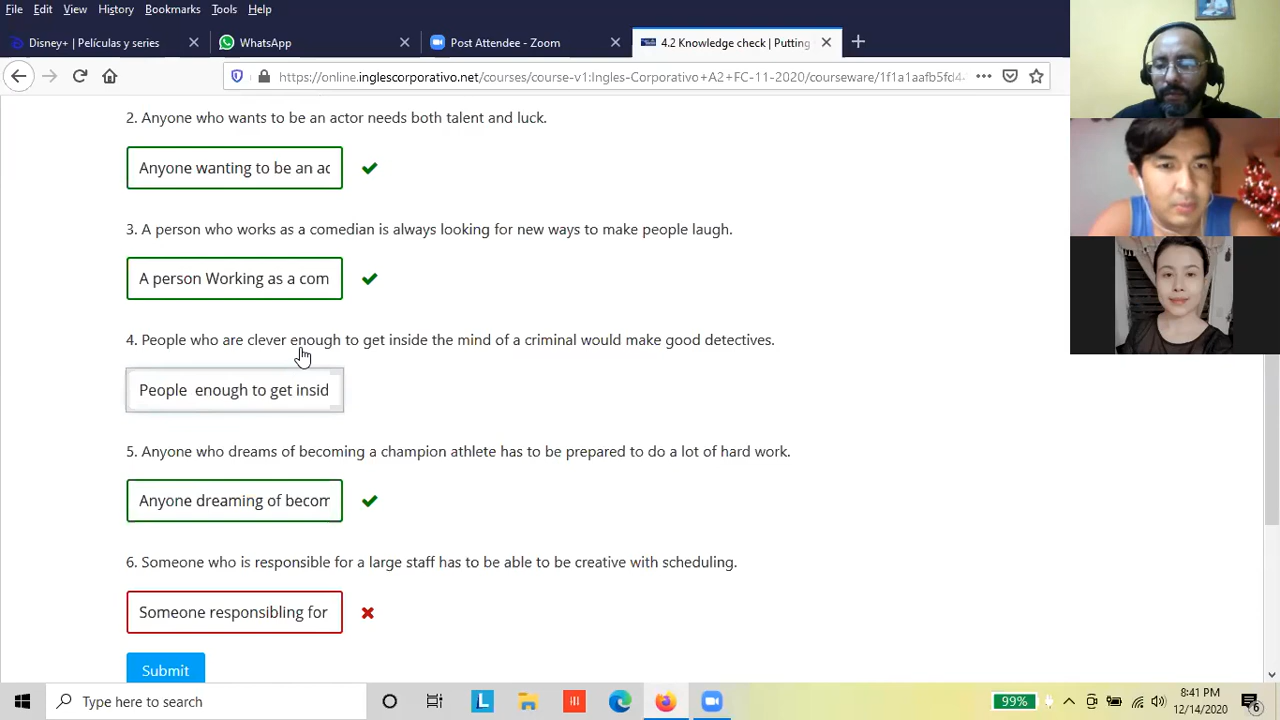 File Edit View History Bookmarks Tools Help
Disney+ | Películas y series
WhatsApp
Post Attendee - Zoom
4.2 Knowledge check | Putting
https://online.inglescorporativo.net/courses/course-v1:Ingles-Corporativo+A2+FC-11-2020/courseware/1f1a1aafb5fd4
2. Anyone who wants to be an actor needs both talent and luck.
Anyone wanting to be an ac
3. A person who works as a comedian is always looking for new ways to make people laugh.
A person Working as a com
4. People who are clever enough to get inside the mind of a criminal would make good detectives.
People enough to get insid
5. Anyone who dreams of becoming a champion athlete has to be prepared to do a lot of hard work.
Anyone dreaming of becom
6. Someone who is responsible for a large staff has to be able to be creative with scheduling.
Someone responsibling for
Submit
Type here to search
L
99%
8:41 PM
12/14/2020
6